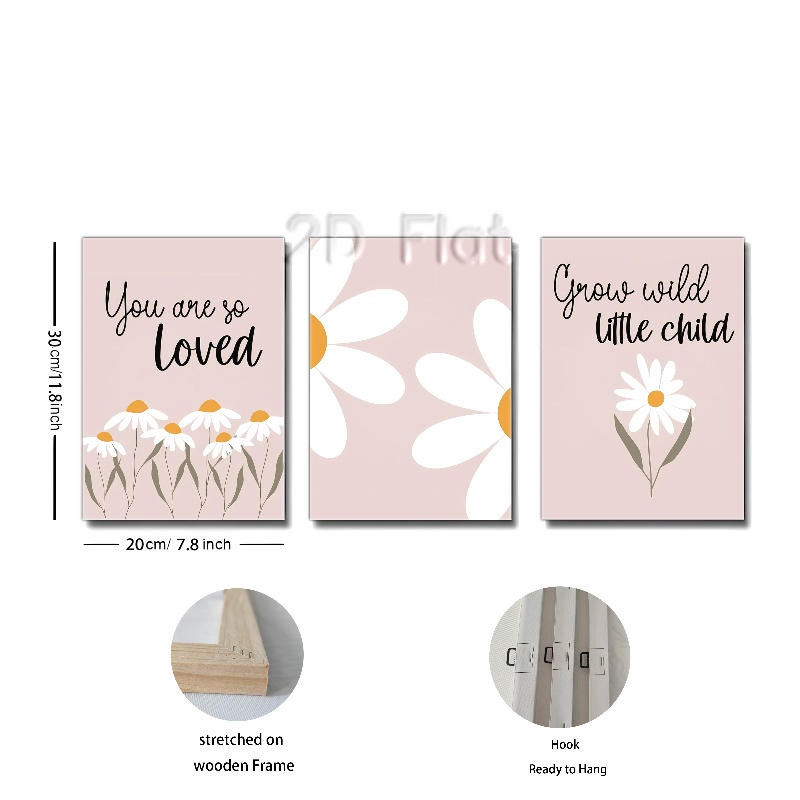 2D Flat
You are so
loved
Grow wild
little child
30cm/11.8inch
20cm/ 7.8 inch
stretched on
wooden Frame
Hook
Ready to Hang